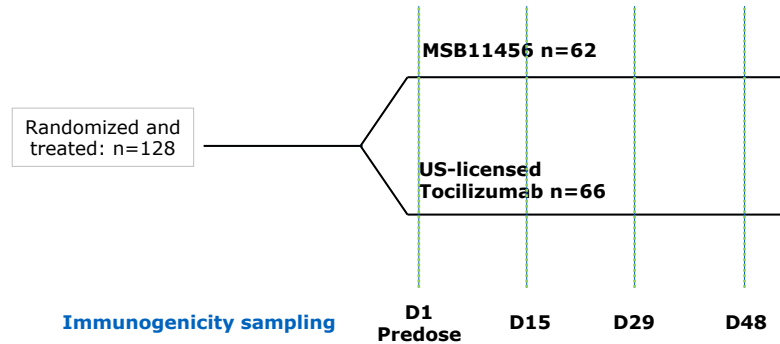 MSB11456 n=62
Randomized and
treated: n=128
US-licensed
Tocilizumab n=66
Immunogenicity sampling
D1
Predose
D15
D29
D48